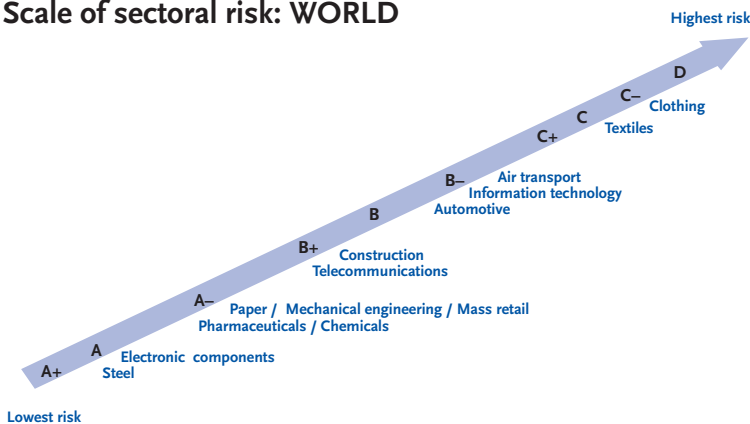 Scale of sectoral risk: WORLD
Highest risk
D
C–
Clothing
C
Textiles
C+
B–
Air transport
Information technology
Automotive
B
B+
Construction
Telecommunications
A–
Paper / Mechanical engineering / Mass retail
Pharmaceuticals / Chemicals
A
Electronic components
A+
Steel
Lowest risk